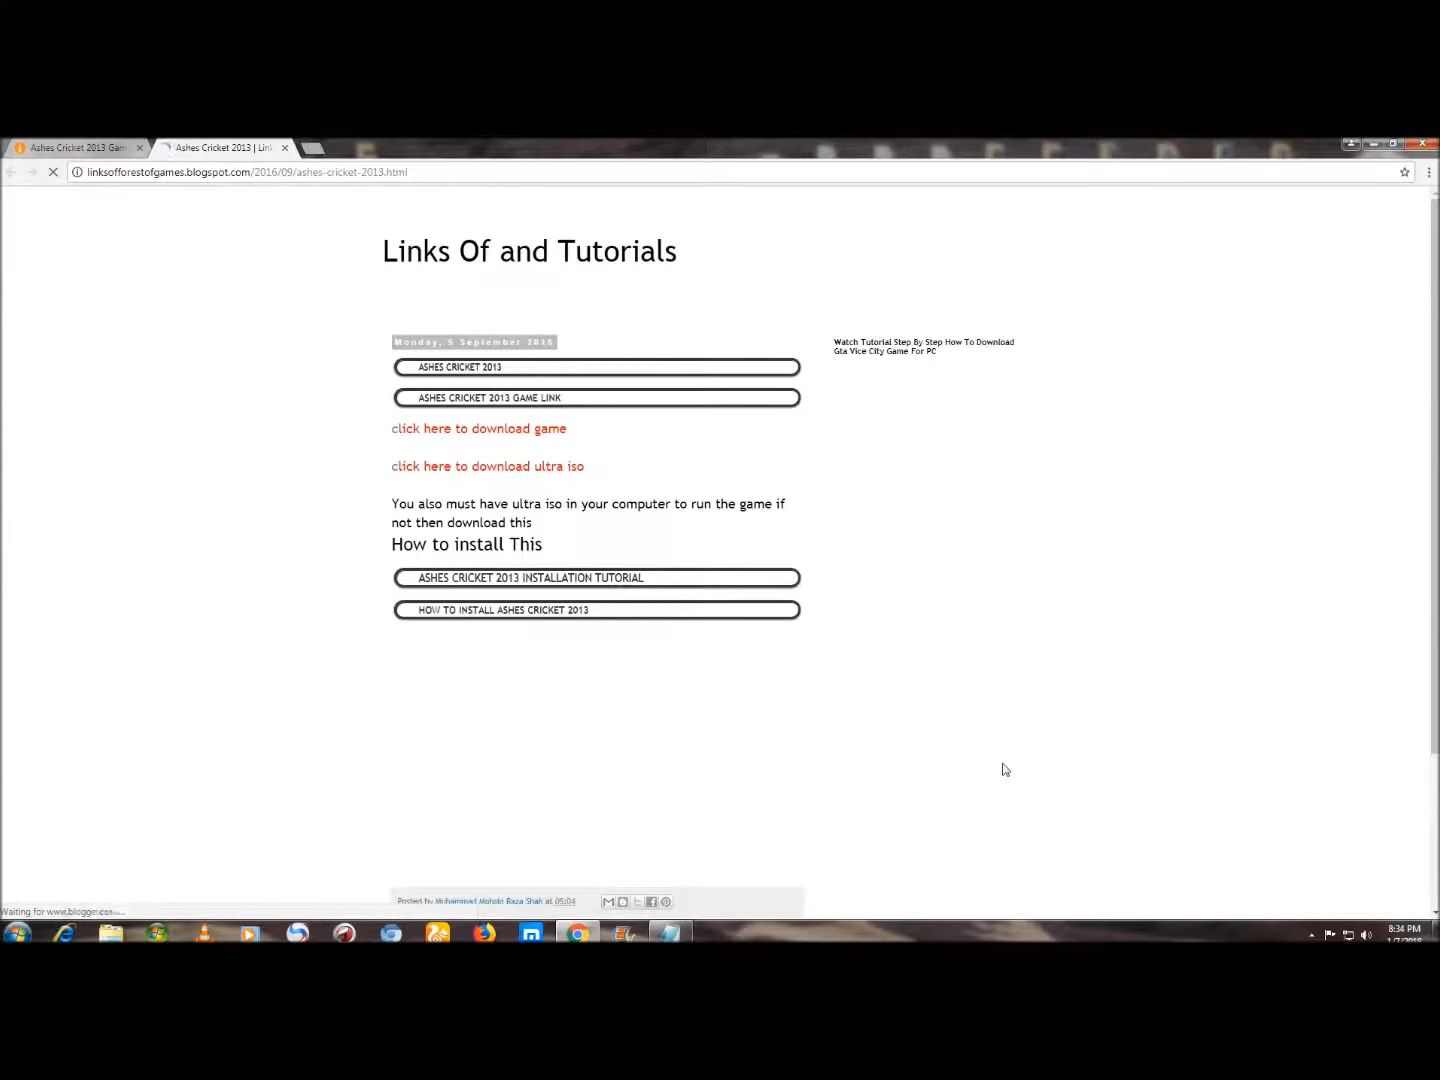 Ashes Cricket 2013 Gam
Ashes Cricket 2013 | Lin
linksofforestofgames.blogspot.com/2016/09/ashes-cricket-2013.html
Links Of and Tutorials
Monday, 5 September 2016
Watch Tutorial Step By Step How To Download
Gta Vice City Game For PC
ASHES CRICKET 2013
ASHES CRICKET 2013 GAME LINK
click here to download game
click here to download ultra iso
You also must have ultra iso in your computer to run the game if
not then download this
How to install This
ASHES CRICKET 2013 INSTALLATION TUTORIAL
HOW TO INSTALL ASHES CRICKET 2013
Posted by Muhammad Mohsin Raza Shah at 05:04
Waiting for www.blogger.com...
8:34 PM
1/7/2018